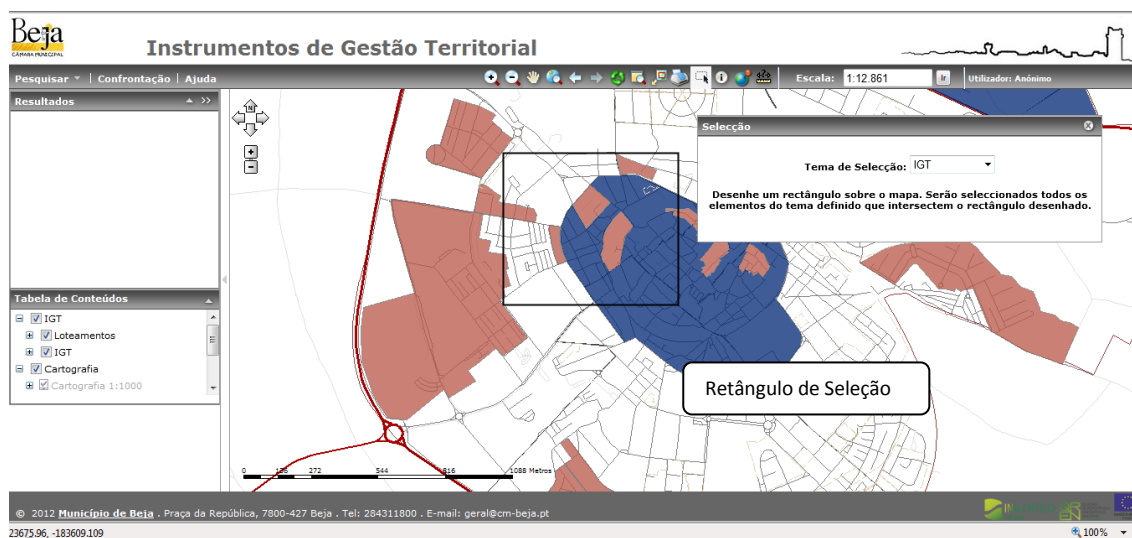 Beja
CÂMARA MUNICIPAL
Instrumentos de Gestão Territorial
Pesquisar | Confrontação | Ajuda
Escala: 1:12.861
Ir
Utilizador: Anónimo
Resultados
N
Selecção
Tema de Selecção: IGT
Desenhe um rectângulo sobre o mapa. Serão seleccionados todos os
elementos do tema definido que intersectem o rectângulo desenhado.
Tabela de Conteúdos
IGT
Loteamentos
IGT
Cartografia
Cartografia 1:1000
Retângulo de Seleção
0 136 272 544 816 1088 Metros
© 2012 Município de Beja . Praça da República, 7800-427 Beja . Tel: 284311800 . E-mail: geral@cm-beja.pt
23675.96, -183609.109
100%